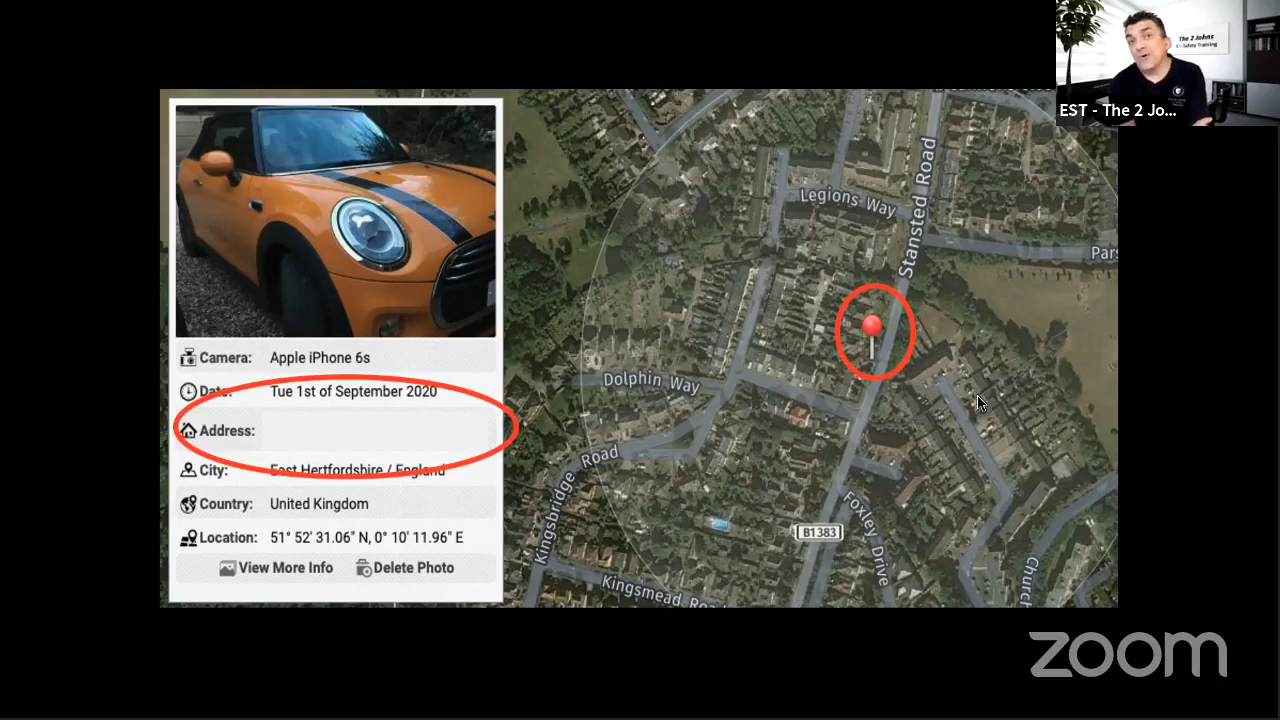 The 2 Johns
E - Safety Training
EST - The 2 Jo...
Legions Way
Stansted Road
Dolphin Way
Kingsbridge Road
B1383
Foxley Drive
Kingsmead Road
Camera: Apple iPhone 6s
Date: Tue 1st of September 2020
Address:
City: East Hertfordshire / England
Country: United Kingdom
Location: 51° 52' 31.06" N, 0° 10' 11.96" E
View More Info Delete Photo
zoom